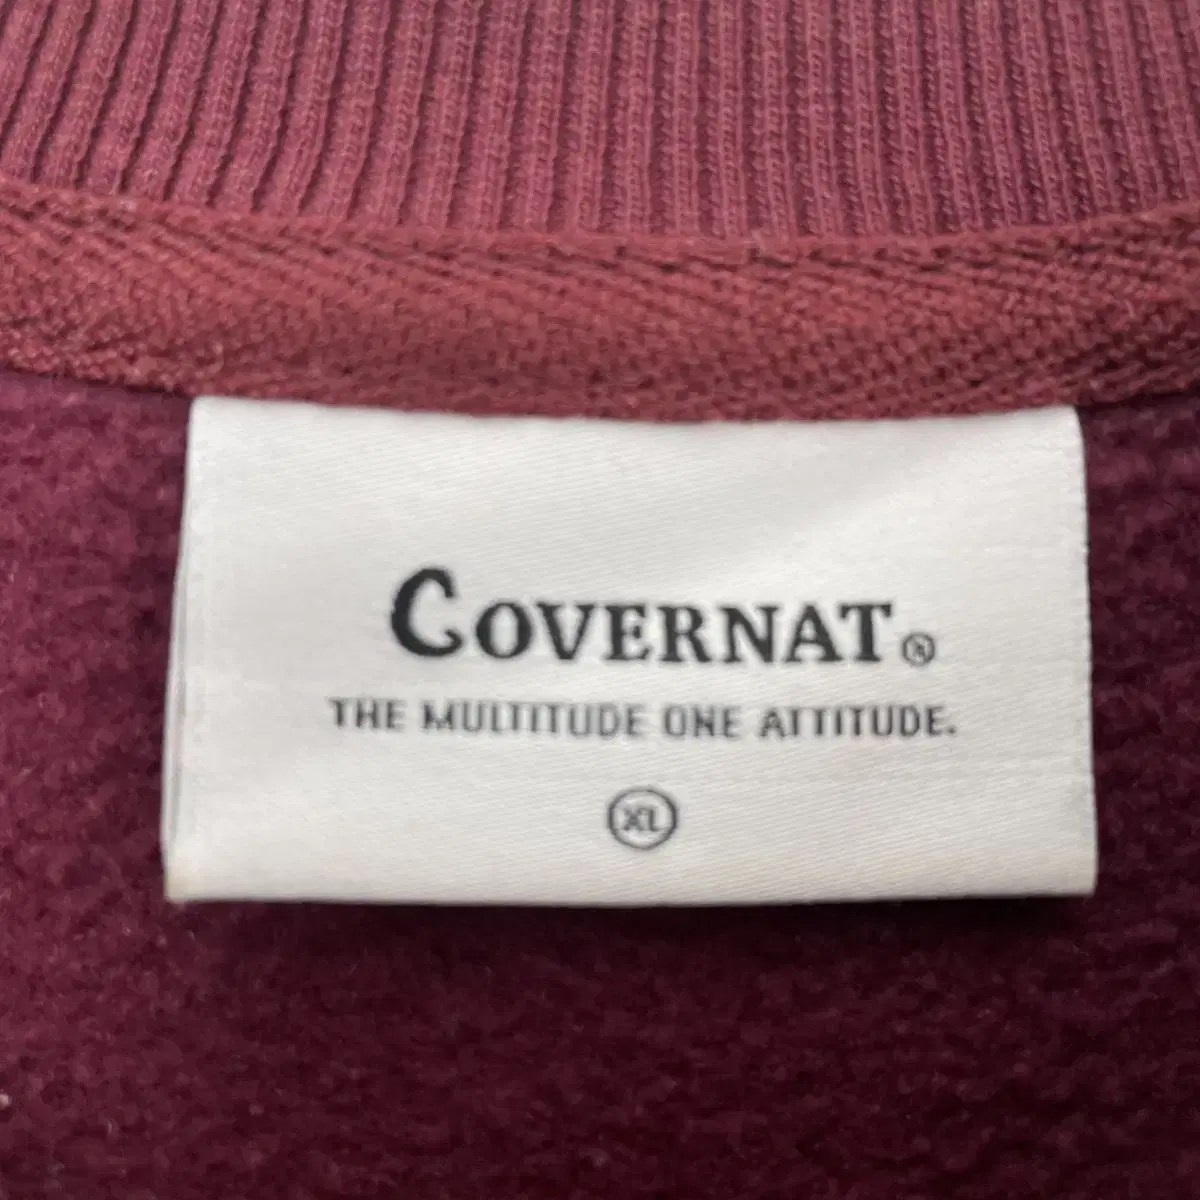 COVERNAT®
THE MULTITUDE ONE ATTITUDE.
XL